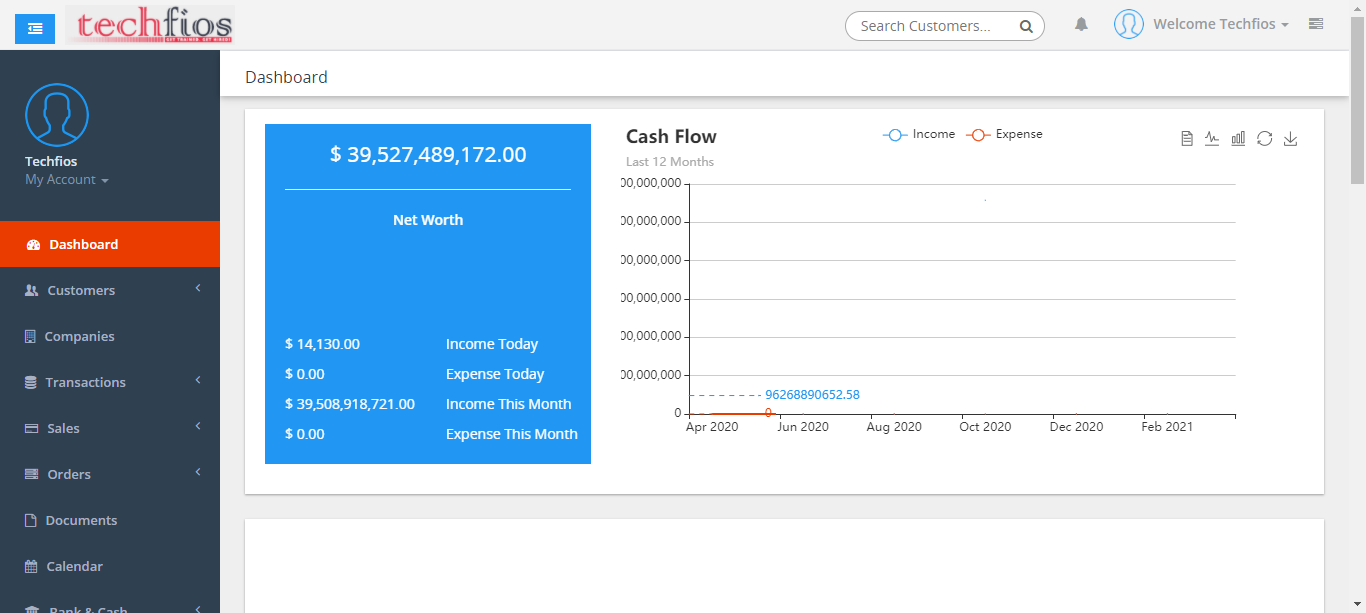 techfios
GET TRAINED. GET HIRED!
Search Customers...
Welcome Techfios
Techfios
My Account
Dashboard
Customers
Companies
Transactions
Sales
Orders
Documents
Calendar
Bank & Cash
Dashboard
$ 39,527,489,172.00
Net Worth
$ 14,130.00 Income Today
$ 0.00 Expense Today
$ 39,508,918,721.00 Income This Month
$ 0.00 Expense This Month
Cash Flow
Last 12 Months
Income Expense
00,000,000
00,000,000
00,000,000
00,000,000
00,000,000
00,000,000
96268890652.58
0
0
Apr 2020 Jun 2020 Aug 2020 Oct 2020 Dec 2020 Feb 2021